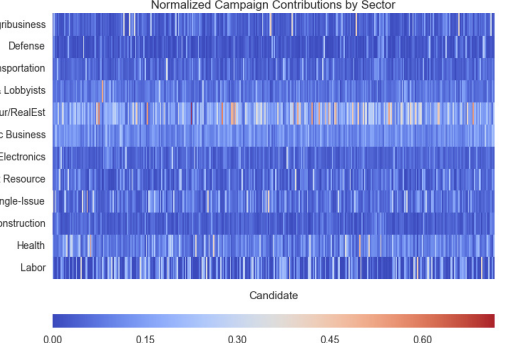 Normalized Campaign Contributions by Sector
gribusiness
Defense
nsportation
Lobbyists
ur/RealEst
c Business
Electronics
Resource
ngle-Issue
onstruction
Health
Labor
Candidate
0.00 0.15 0.30 0.45 0.60